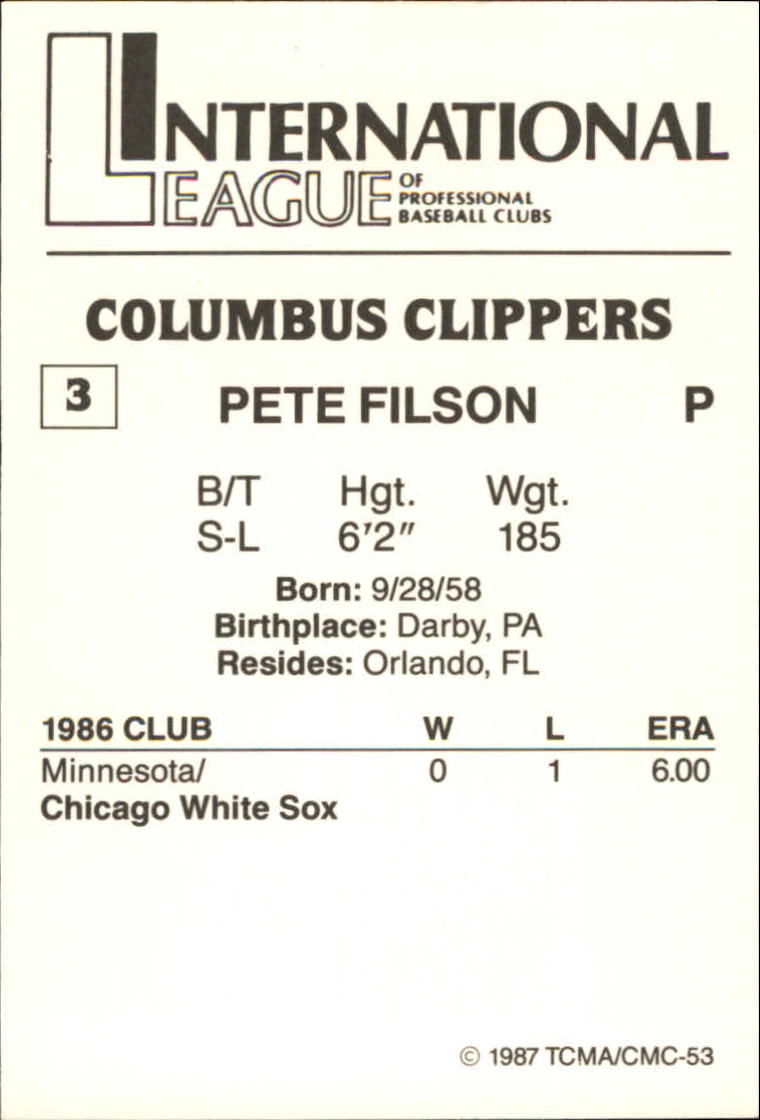 INTERNATIONAL
LEAGUE OF
PROFESSIONAL
BASEBALL CLUBS
COLUMBUS CLIPPERS
3 PETE FILSON P
B/T Hgt. Wgt.
S-L 6'2" 185
Born: 9/28/58
Birthplace: Darby, PA
Resides: Orlando, FL
1986 CLUB W L ERA
Minnesota/ 0 1 6.00
Chicago White Sox
© 1987 TCMA/CMC-53